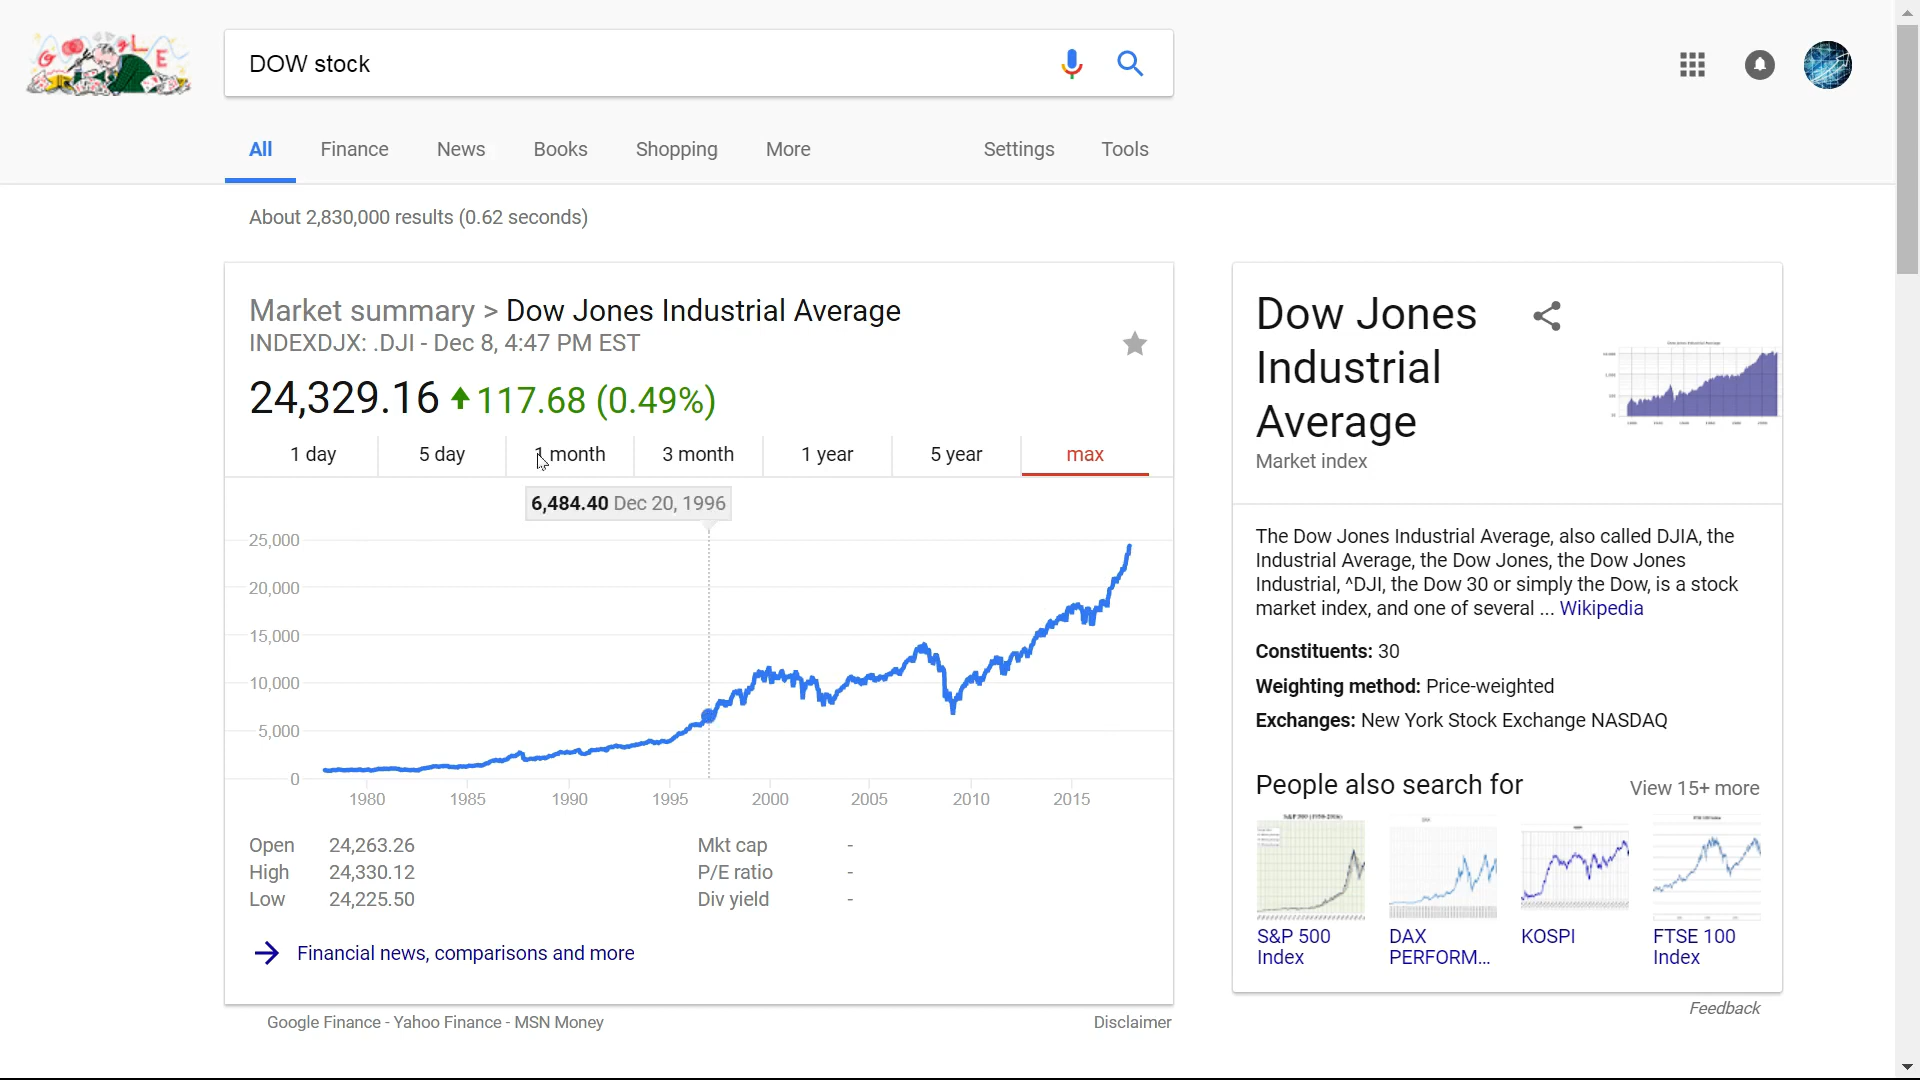 DOW stock
All Finance News Books Shopping More Settings Tools
About 2,830,000 results (0.62 seconds)
Market summary > Dow Jones Industrial Average
INDEXDJX: .DJI - Dec 8, 4:47 PM EST
24,329.16 117.68 (0.49%)
1 day 5 day 1 month 3 month 1 year 5 year max
6,484.40 Dec 20, 1996
25,000
20,000
15,000
10,000
5,000
0
1980 1985 1990 1995 2000 2005 2010 2015
Open 24,263.26 Mkt cap -
High 24,330.12 P/E ratio -
Low 24,225.50 Div yield -
Financial news, comparisons and more
Google Finance - Yahoo Finance - MSN Money
Disclaimer
Dow Jones
Industrial
Average
Market index
The Dow Jones Industrial Average, also called DJIA, the
Industrial Average, the Dow Jones, the Dow Jones
Industrial, ^DJI, the Dow 30 or simply the Dow, is a stock
market index, and one of several ... Wikipedia
Constituents: 30
Weighting method: Price-weighted
Exchanges: New York Stock Exchange NASDAQ
People also search for View 15+ more
S&P 500
Index
DAX
PERFORM...
KOSPI
FTSE 100
Index
Feedback